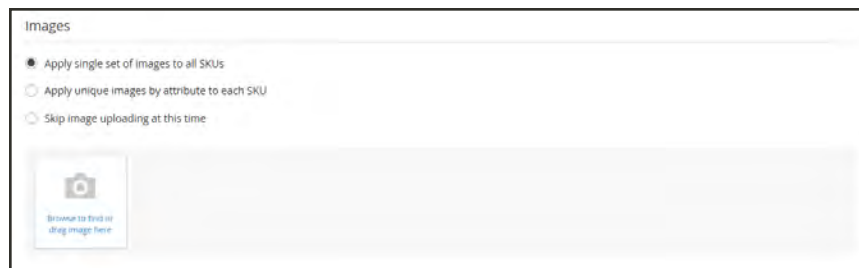 Images
Apply single set of images to all SKUs
Apply unique images by attribute to each SKU
Skip image uploading at this time
Browse to find or
drag image here